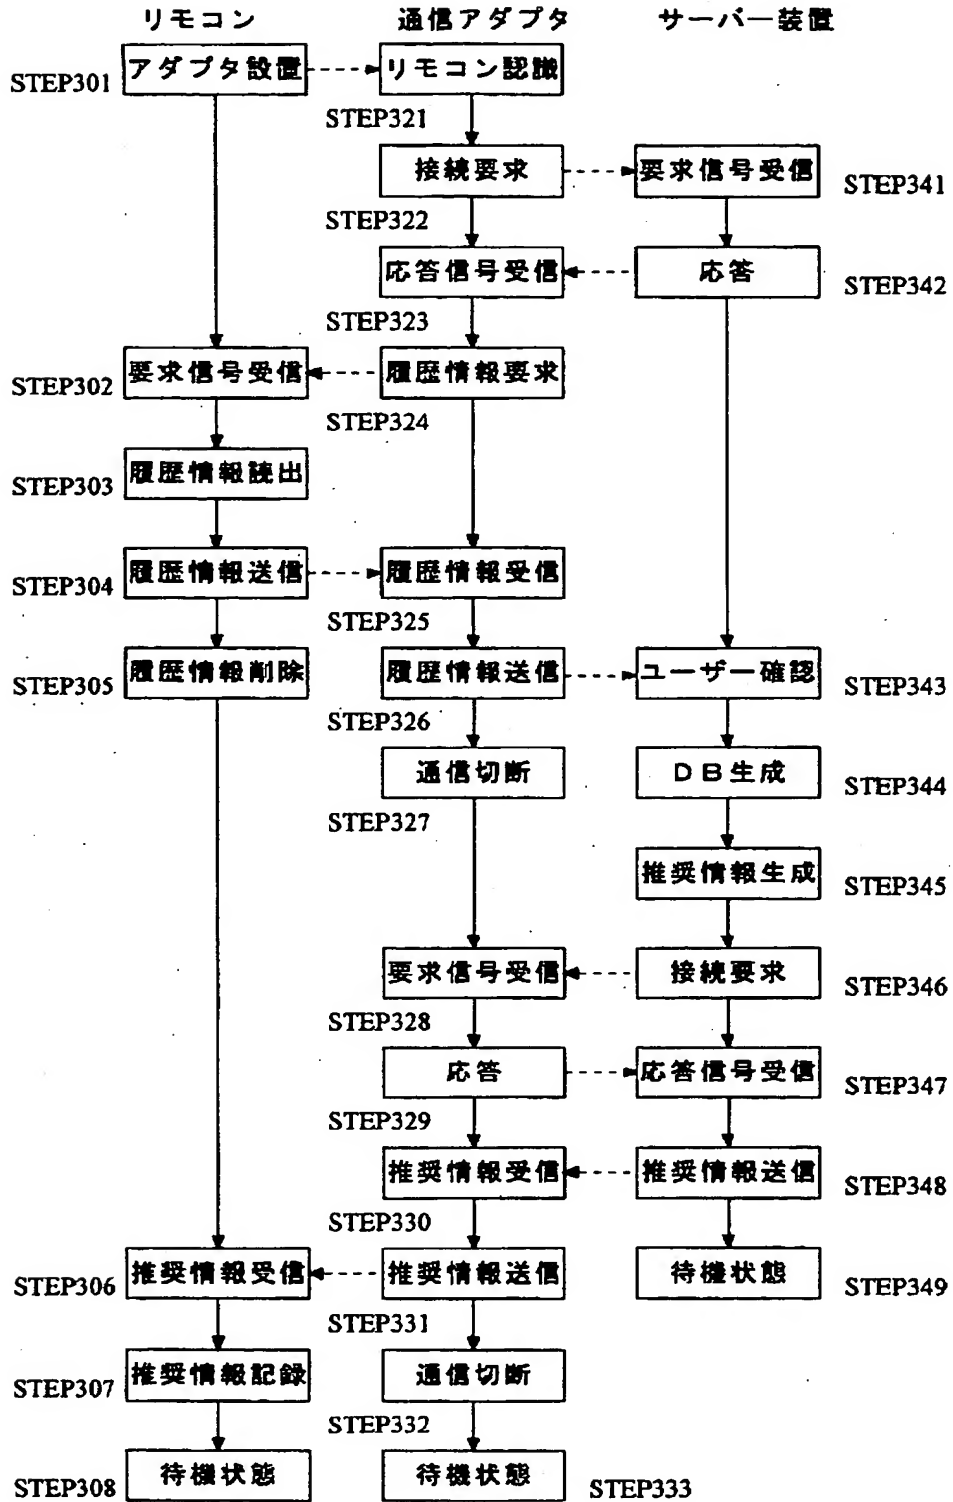 リモコン 通信アダプタ サーバー装置
アダプタ設置 リモコン認識
STEP301
STEP321
接続要求 要求信号受信
STEP341
STEP322
応答信号受信 応答
STEP342
STEP323
要求信号受信 履歴情報要求
STEP302
STEP324
履歴情報読出
STEP303
履歴情報送信 履歴情報受信
STEP304
STEP325
履歴情報削除 履歴情報送信 ユーザー確認
STEP305
STEP343
STEP326
通信切断 DB生成
STEP344
STEP327
推奨情報生成
STEP345
要求信号受信 接続要求
STEP346
STEP328
応答 応答信号受信
STEP347
STEP329
推奨情報受信 推奨情報送信
STEP348
STEP330
推奨情報受信 推奨情報送信 待機状態
STEP306
STEP349
STEP331
推奨情報記録 通信切断
STEP307
STEP332
待機状態 待機状態
STEP308
STEP333